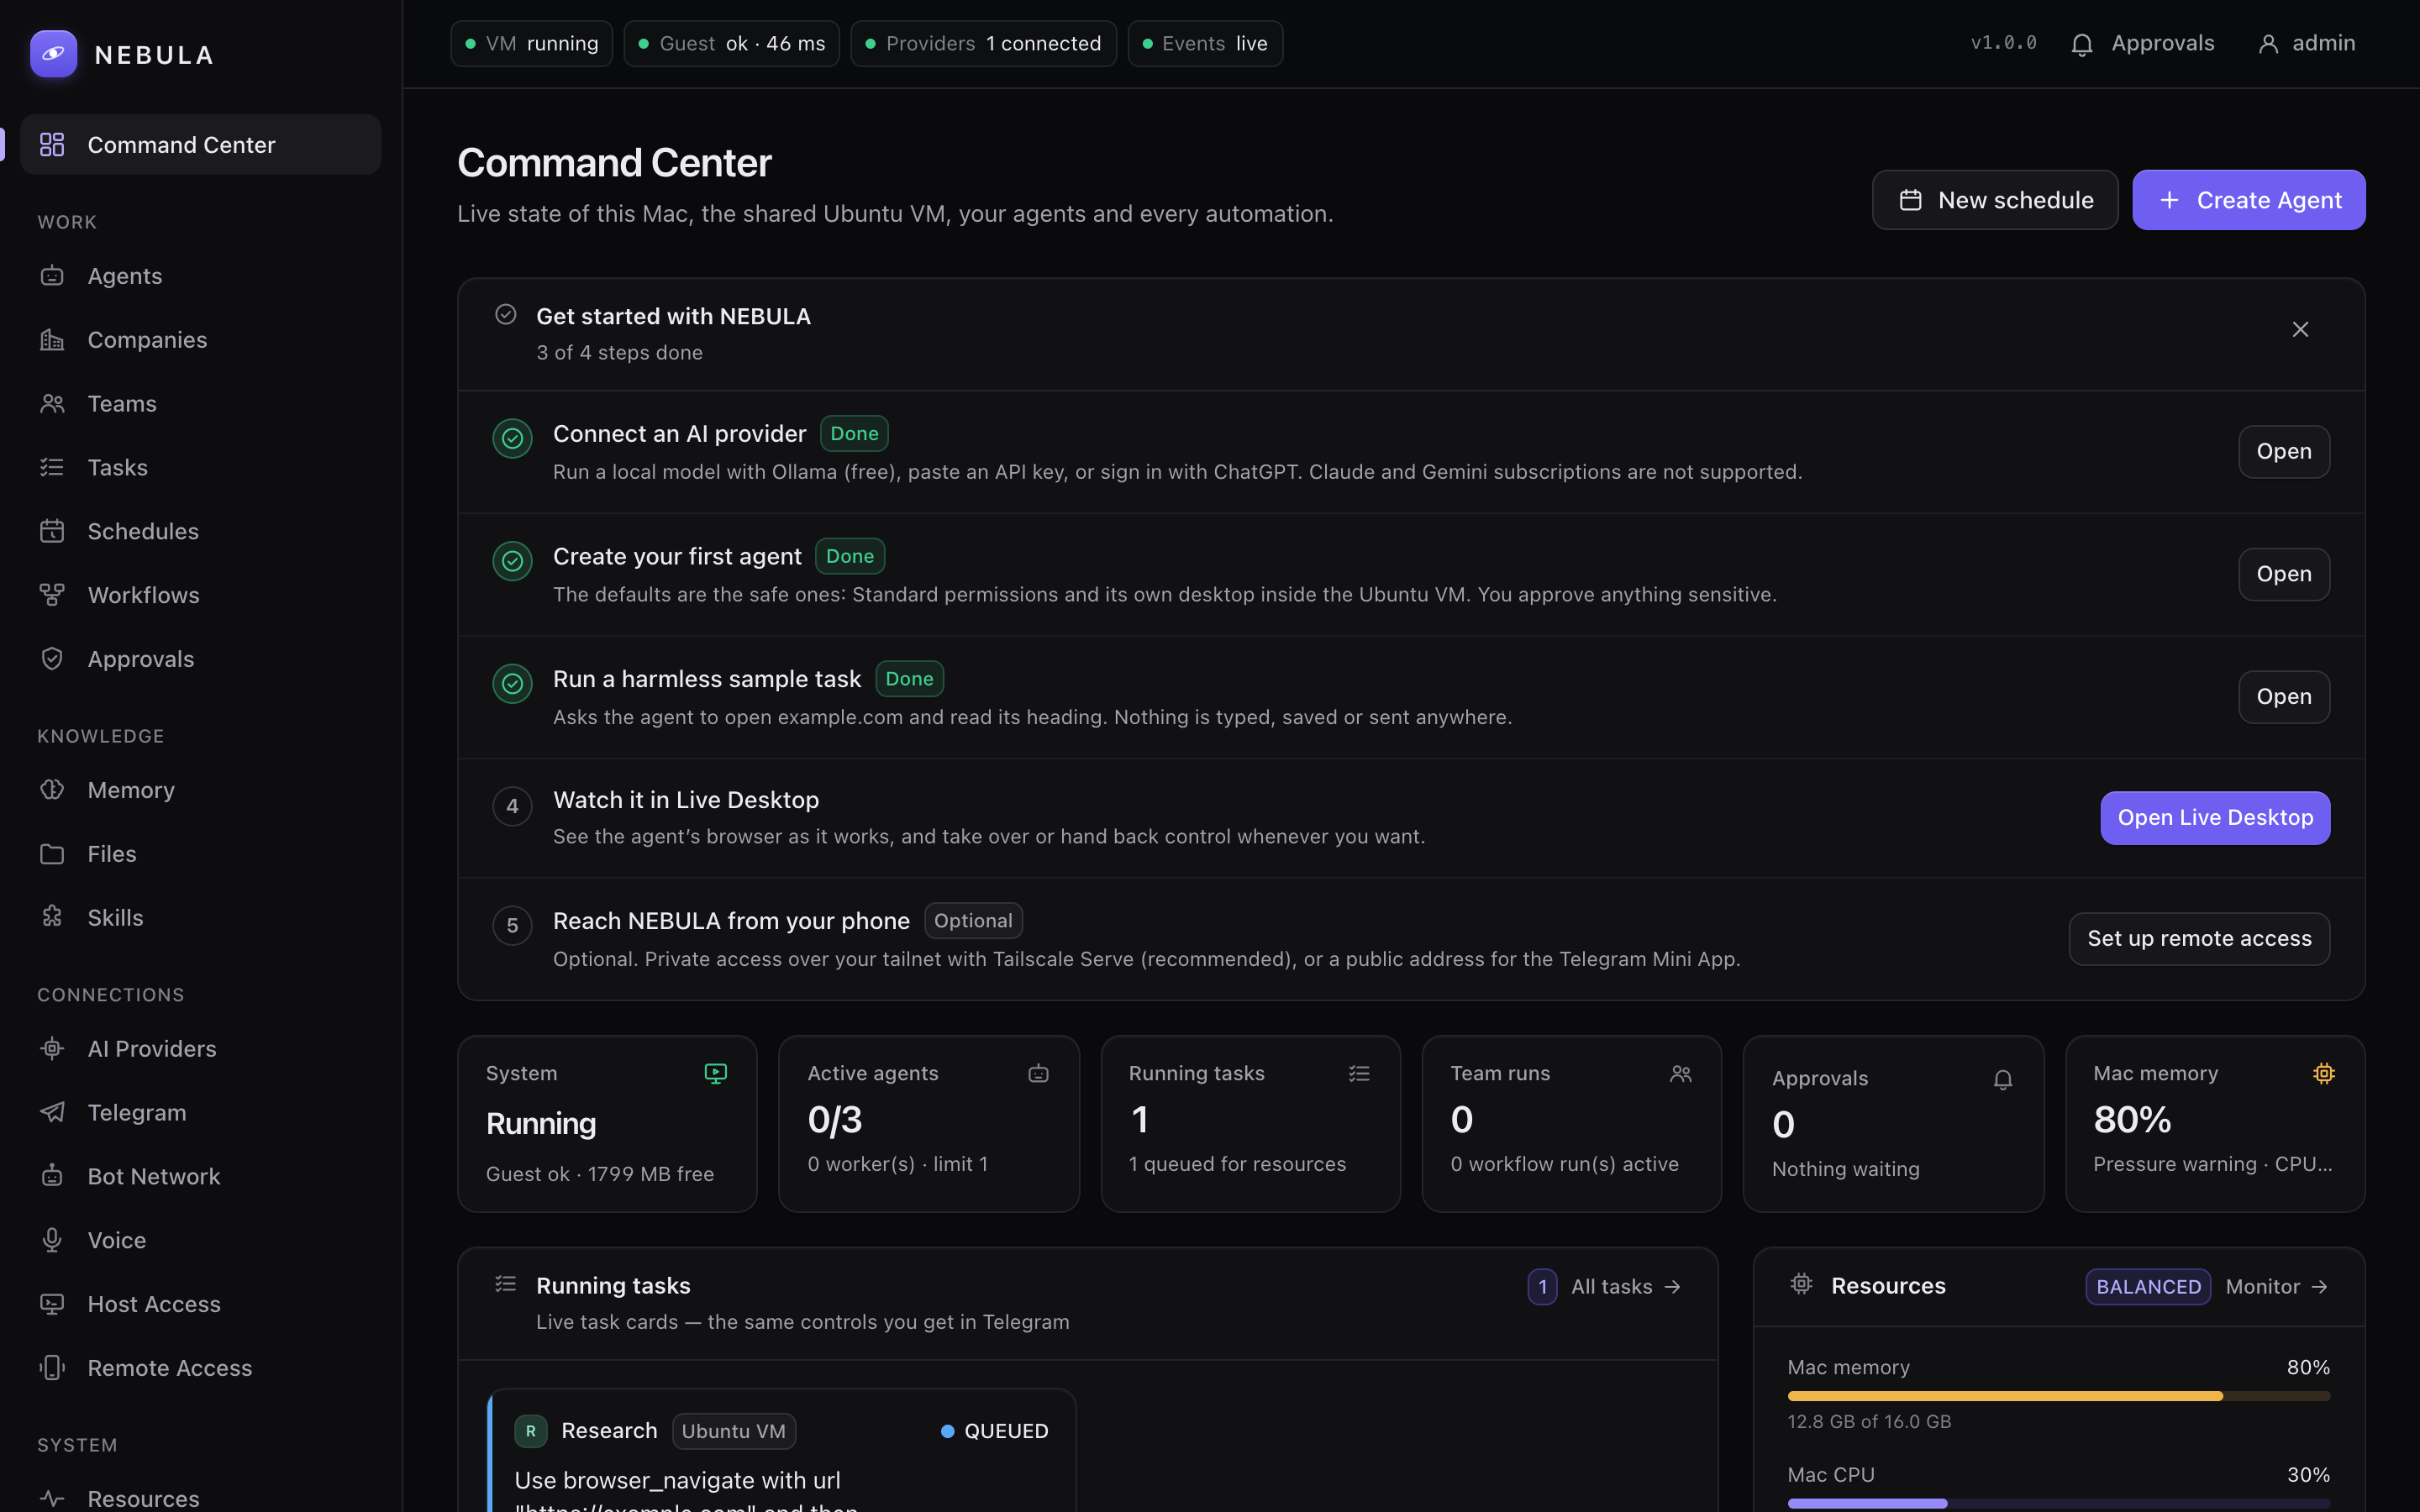 NEBULA
Command Center
WORK
Agents
Companies
Teams
Tasks
Schedules
Workflows
Approvals
KNOWLEDGE
Memory
Files
Skills
CONNECTIONS
AI Providers
Telegram
Bot Network
Voice
Host Access
Remote Access
SYSTEM
Resources
VM running
Guest ok · 46 ms
Providers 1 connected
Events live
v1.0.0
Approvals
admin
Command Center
Live state of this Mac, the shared Ubuntu VM, your agents and every automation.
New schedule
Create Agent
Get started with NEBULA
3 of 4 steps done
Connect an AI provider Done
Run a local model with Ollama (free), paste an API key, or sign in with ChatGPT. Claude and Gemini subscriptions are not supported.
Open
Create your first agent Done
The defaults are the safe ones: Standard permissions and its own desktop inside the Ubuntu VM. You approve anything sensitive.
Open
Run a harmless sample task Done
Asks the agent to open example.com and read its heading. Nothing is typed, saved or sent anywhere.
Open
4 Watch it in Live Desktop
See the agent’s browser as it works, and take over or hand back control whenever you want.
Open Live Desktop
5 Reach NEBULA from your phone Optional
Optional. Private access over your tailnet with Tailscale Serve (recommended), or a public address for the Telegram Mini App.
Set up remote access
System
Running
Guest ok · 1799 MB free
Active agents
0/3
0 worker(s) · limit 1
Running tasks
1
1 queued for resources
Team runs
0
0 workflow run(s) active
Approvals
0
Nothing waiting
Mac memory
80%
Pressure warning · CPU...
Running tasks
Live task cards — the same controls you get in Telegram
1 All tasks →
R Research Ubuntu VM QUEUED
Use browser_navigate with url
"https://example.com" and then
Resources
BALANCED Monitor →
Mac memory 80%
12.8 GB of 16.0 GB
Mac CPU 30%